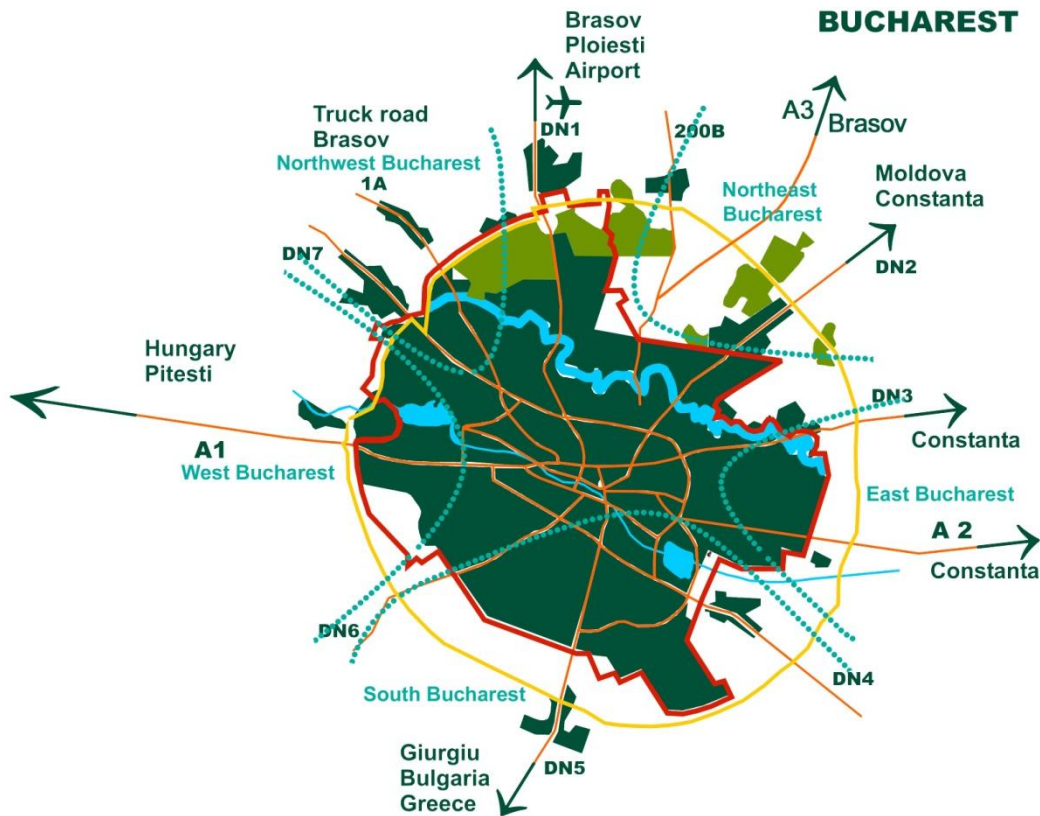 BUCHAREST
Brasov
Ploiesti
Airport
DN1
Truck road
Brasov
Northwest Bucharest
1A
200B
A3
Brasov
Northeast
Bucharest
Moldova
Constanta
DN2
DN7
Hungary
Pitesti
A1
West Bucharest
DN3
Constanta
East Bucharest
A 2
Constanta
DN6
DN4
South Bucharest
DN5
Giurgiu
Bulgaria
Greece